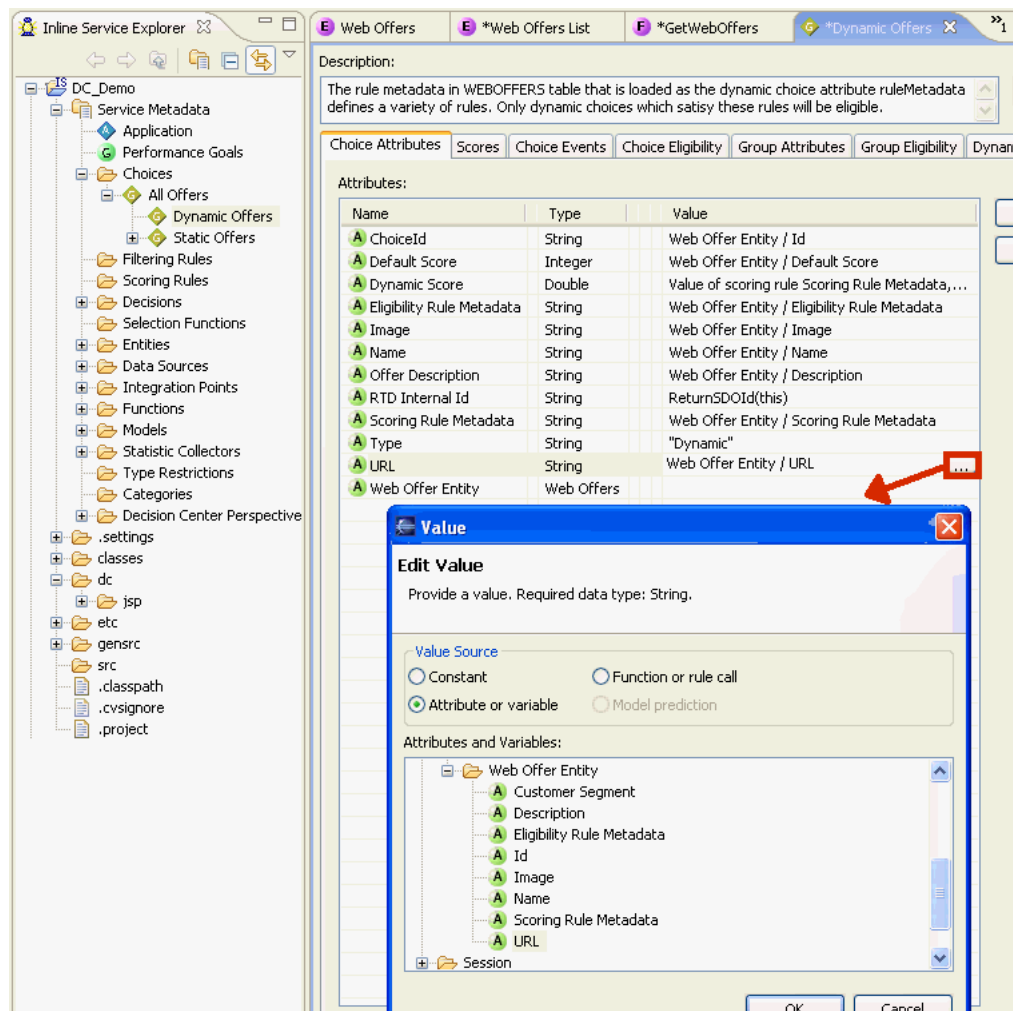 Inline Service Explorer
Web Offers
*Web Offers List
*GetWebOffers
*Dynamic Offers
»1
Description:
The rule metadata in WEBOFFERS table that is loaded as the dynamic choice attribute ruleMetadata
defines a variety of rules. Only dynamic choices which satisy these rules will be eligible.
Choice Attributes Scores Choice Events Choice Eligibility Group Attributes Group Eligibility Dynam
DC_Demo
Service Metadata
Application
Performance Goals
Choices
All Offers
Dynamic Offers
Static Offers
Filtering Rules
Scoring Rules
Decisions
Selection Functions
Entities
Data Sources
Integration Points
Functions
Models
Statistic Collectors
Type Restrictions
Categories
Decision Center Perspective
.settings
classes
dc
jsp
etc
gensrc
src
.classpath
.cvsignore
.project
Attributes:
Name Type Value
ChoiceId String Web Offer Entity / Id
Default Score Integer Web Offer Entity / Default Score
Dynamic Score Double Value of scoring rule Scoring Rule Metadata,...
Eligibility Rule Metadata String Web Offer Entity / Eligibility Rule Metadata
Image String Web Offer Entity / Image
Name String Web Offer Entity / Name
Offer Description String Web Offer Entity / Description
RTD Internal Id String ReturnSDOId(this)
Scoring Rule Metadata String Web Offer Entity / Scoring Rule Metadata
Type String "Dynamic"
URL String Web Offer Entity / URL ...
Web Offer Entity Web Offers
Value
Edit Value
Provide a value. Required data type: String.
Value Source
Constant Function or rule call
Attribute or variable Model prediction
Attributes and Variables:
Web Offer Entity
Customer Segment
Description
Eligibility Rule Metadata
Id
Image
Name
Scoring Rule Metadata
URL
Session
OK Cancel